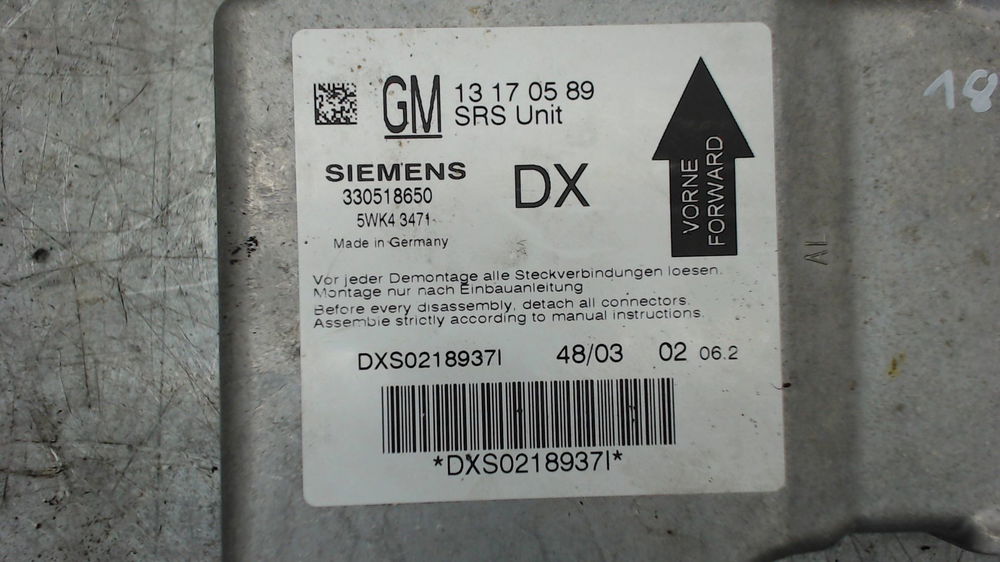 GM 13 17 05 89
SRS Unit
SIEMENS
330518650
5WK4 3471
Made in Germany
DX
VORNE
FORWARD
Vor jeder Demontage alle Steckverbindungen loesen.
Montage nur nach Einbauanleitung
Before every disassembly, detach all connectors.
Assemble strictly according to manual instructions.
DXS0218937I 48/03 02 06.2
*DXS0218937I*
18